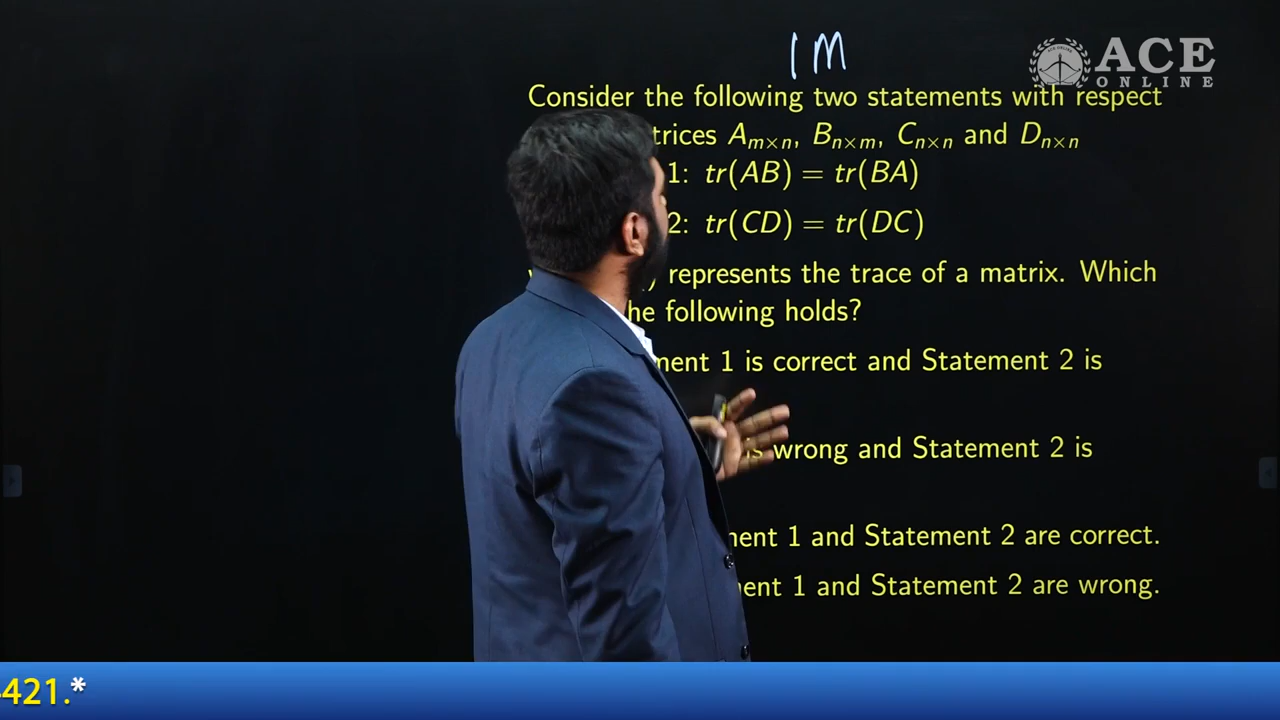 1M
ACE
ONLINE
Consider the following two statements with respect
trices A_{m×n}, B_{n×m}, C_{n×n} and D_{n×n}
1: tr(AB) = tr(BA)
2: tr(CD) = tr(DC)
represents the trace of a matrix. Which
he following holds?
ment 1 is correct and Statement 2 is
is wrong and Statement 2 is
ment 1 and Statement 2 are correct.
ment 1 and Statement 2 are wrong.
421.*